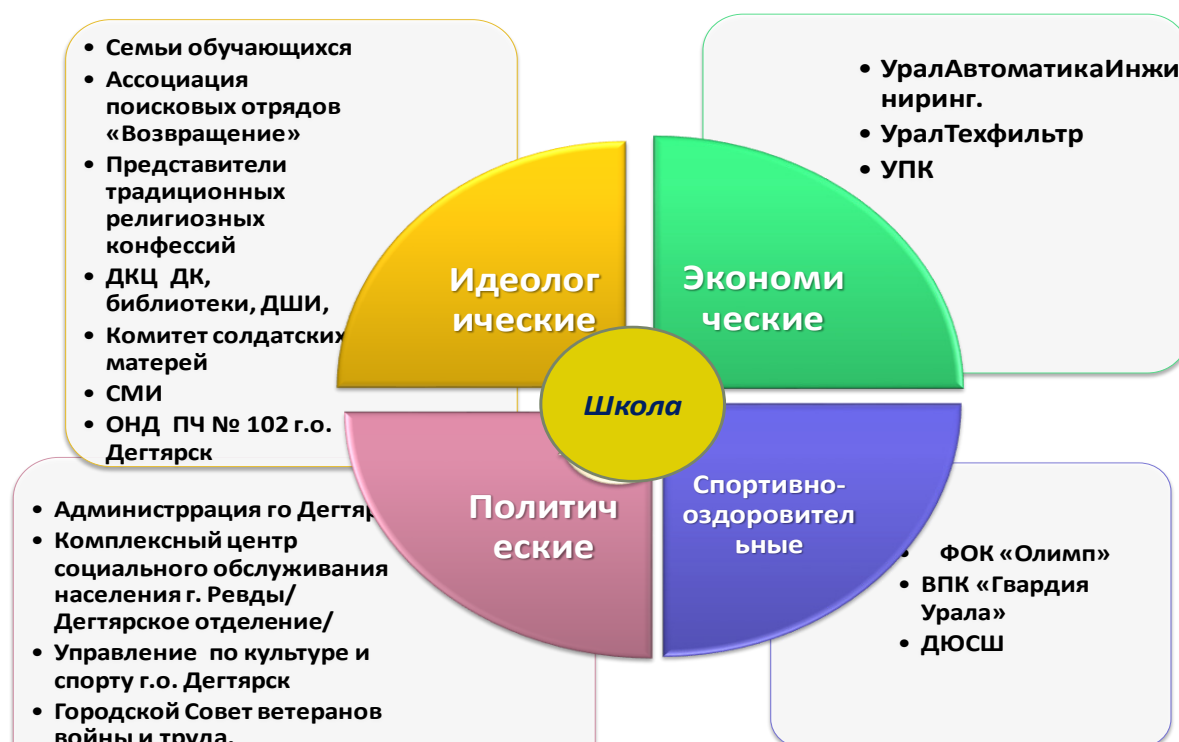 • Семьи обучающихся
• Ассоциация
поисковых отрядов
«Возвращение»
• Представители
традиционных
религиозных
конфессий
• ДКЦ ДК,
библиотеки, ДШИ,
• Комитет солдатских
матерей
• СМИ
• ОНД ПЧ № 102 г.о.
Дегтярск
• УралАвтоматикаИнжи
ниринг.
• УралТехфильтр
• УПК
Идеолог
ические
Экономи
ческие
Школа
Политич
еские
Спортивно-
оздоровител
ьные
• Администррация го Дегтяр
• Комплексный центр
социального обслуживания
населения г. Ревды/
Дегтярское отделение/
• Управление по культуре и
спорту г.о. Дегтярск
• Городской Совет ветеранов
войны и труда.
• ФОК «Олимп»
• ВПК «Гвардия
Урала»
• ДЮСШ